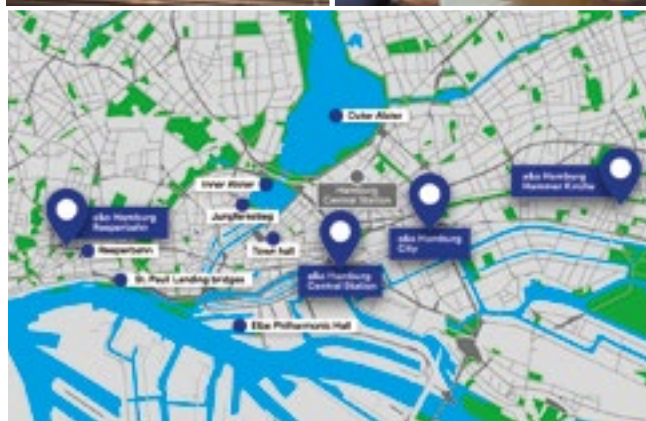 Outer Alster
Inner Alster
Jungfernstieg
Hamburg
Central Station
a&o Hamburg
Hammer Kirche
a&o Hamburg
Reeperbahn
Reeperbahn
Town hall
a&o Hamburg
City
St. Pauli Landing bridges
a&o Hamburg
Central Station
Elbe Philharmonic Hall